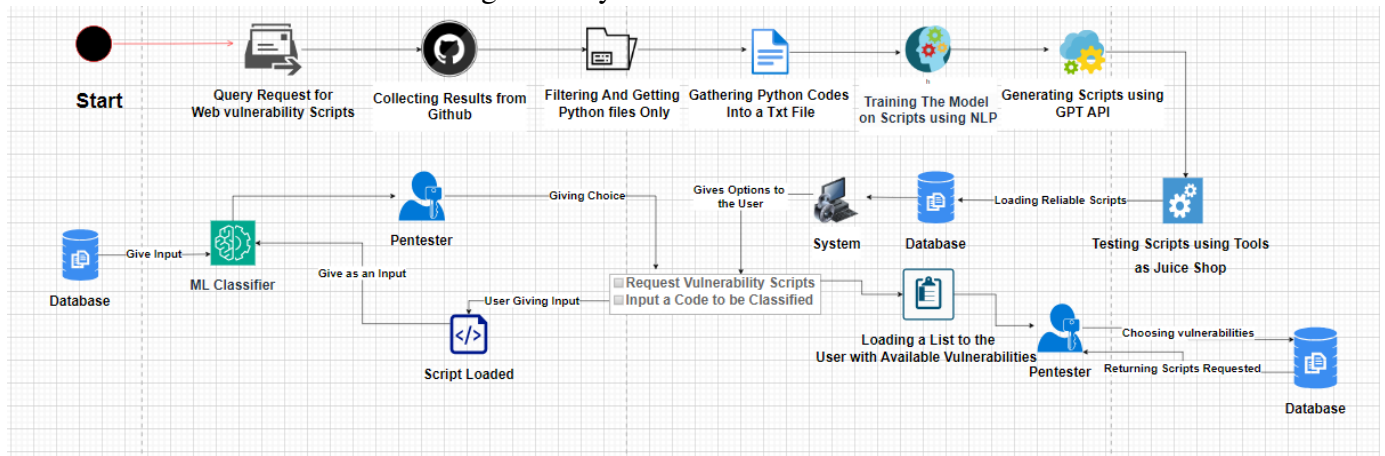 Start
Query Request for
Web vulnerability Scripts
Collecting Results from
Github
Filtering And Getting
Python files Only
Gathering Python Codes
Into a Txt File
Training The Model
on Scripts using NLP
Generating Scripts using
GPT API
Database
Give Input
ML Classifier
Pentester
Giving Choice
Gives Options to
the User
System
Database
Loading Reliable Scripts
Testing Scripts using Tools
as Juice Shop
Give as an Input
User Giving Input
Script Loaded
Request Vulnerability Scripts
Input a Code to be Classified
Loading a List to the
User with Available Vulnerabilities
Pentester
Choosing vulnerabilities
Returning Scripts Requested
Database